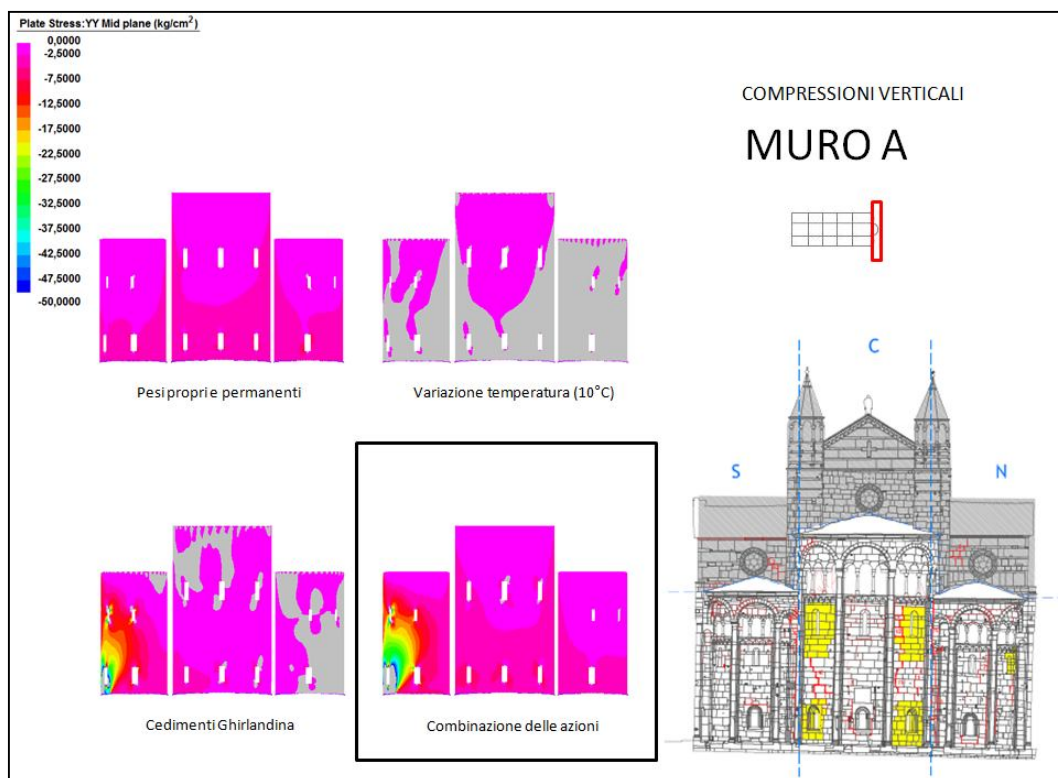 Plate Stress:YY Mid plane (kg/cm²)
0,0000
-2,5000
-7,5000
-12,5000
-17,5000
-22,5000
-27,5000
-32,5000
-37,5000
-42,5000
-47,5000
-50,0000
COMPRESSIONI VERTICALI
MURO A
Pesi propri e permanenti
Variazione temperatura (10°C)
C
S
N
Cedimenti Ghirlandina
Combinazione delle azioni